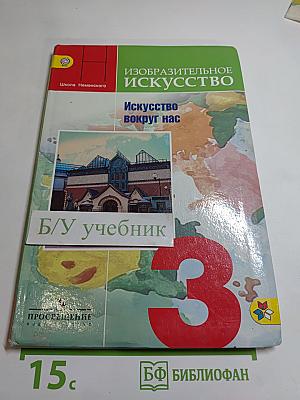 Н
Школа Неменского
ИЗОБРАЗИТЕЛЬНОЕ
ИСКУССТВО
Искусство
вокруг нас
Б/У учебник
3
ПРОСВЕЩЕНИЕ
15с
БФ БИБЛИОФАН